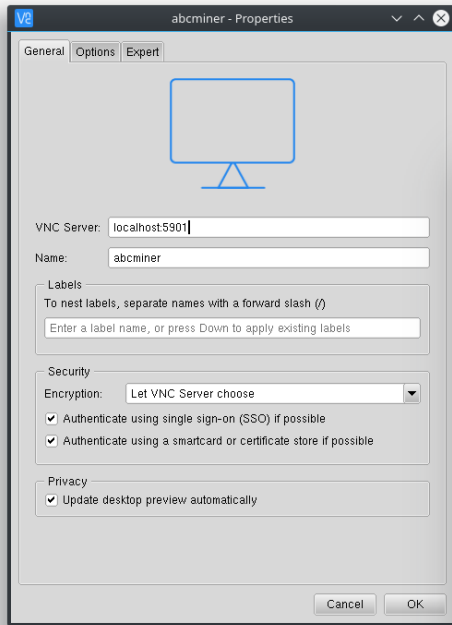 V2
abcminer - Properties
General Options Expert
VNC Server: localhost:5901
Name: abcminer
Labels
To nest labels, separate names with a forward slash (/)
Enter a label name, or press Down to apply existing labels
Security
Encryption: Let VNC Server choose
Authenticate using single sign-on (SSO) if possible
Authenticate using a smartcard or certificate store if possible
Privacy
Update desktop preview automatically
Cancel OK